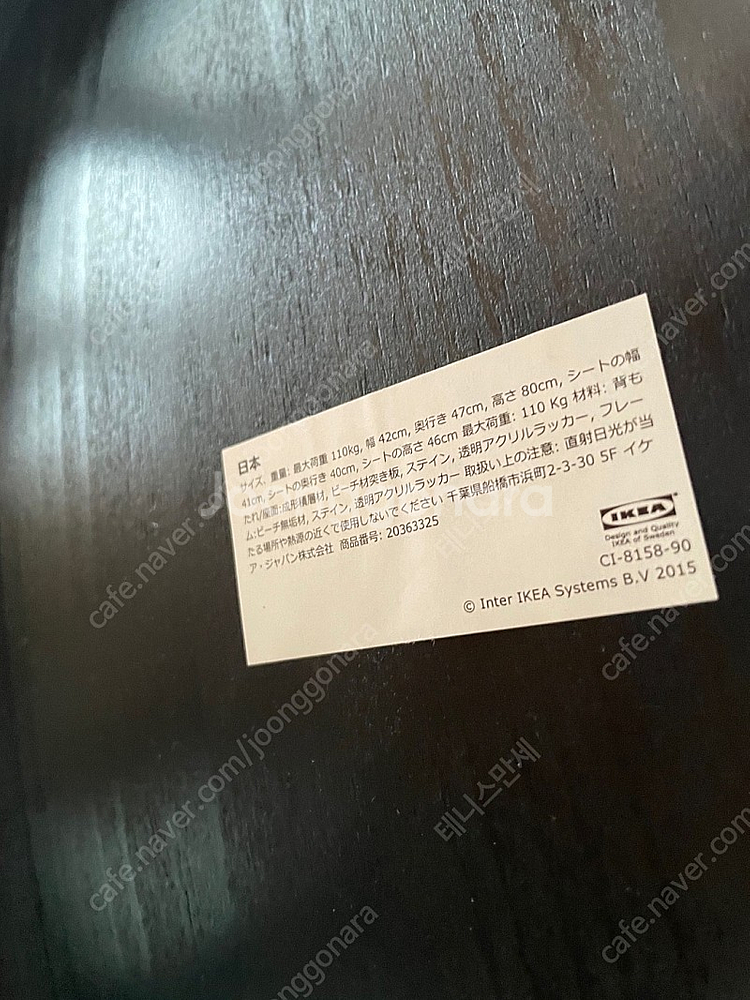 日本
サイズ, 重量: 最大荷重 110kg, 幅 42cm, 奥行き 47cm, 高さ 80cm, シートの幅
41cm, シートの奥行き 40cm, シートの高さ 46cm 最大荷重: 110 Kg 材料: 背も
たれ/座面:成形積層材, ビーチ材突き板, ステイン, 透明アクリルラッカー, フレー
ム:ビーチ無垢材, ステイン, 透明アクリルラッカー 取扱い上の注意: 直射日光が当
たる場所や熱源の近くで使用しないでください 千葉県船橋市浜町2-3-30 5F イケ
ア・ジャパン株式会社 商品番号: 20363325
IKEA
Design and Quality
IKEA of Sweden
CI-8158-90
© Inter IKEA Systems B.V 2015
Joonggonara
cafe.naver.com/joonggonara
테니스만세